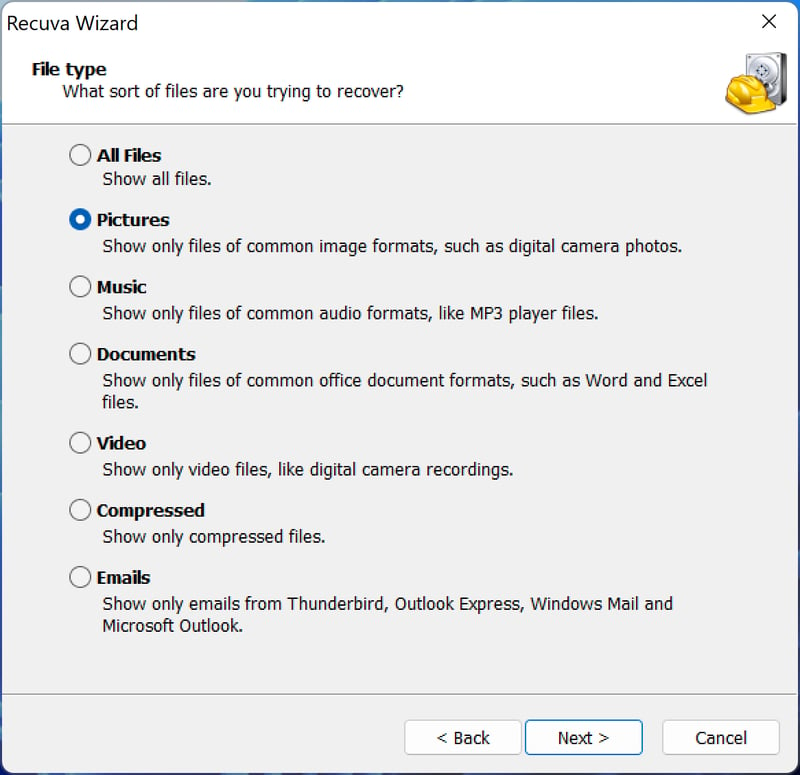 Recuva Wizard
File type
What sort of files are you trying to recover?
All Files
Show all files.
Pictures
Show only files of common image formats, such as digital camera photos.
Music
Show only files of common audio formats, like MP3 player files.
Documents
Show only files of common office document formats, such as Word and Excel
files.
Video
Show only video files, like digital camera recordings.
Compressed
Show only compressed files.
Emails
Show only emails from Thunderbird, Outlook Express, Windows Mail and
Microsoft Outlook.
< Back Next > Cancel